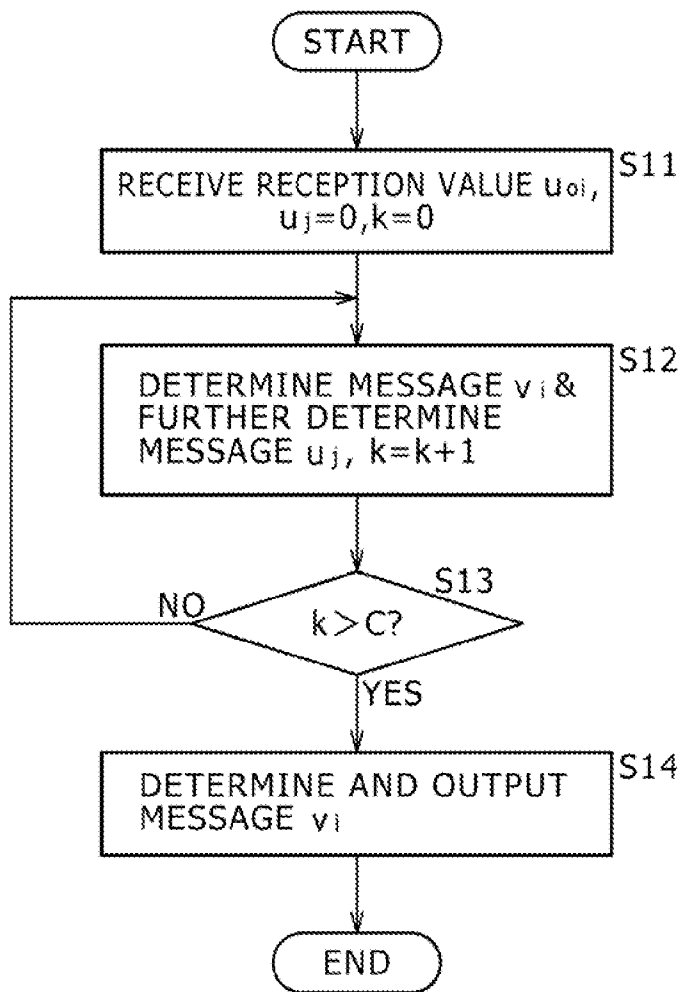 START
S11
RECEIVE RECEPTION VALUE u₀ᵢ,
uⱼ=0,k=0
S12
DETERMINE MESSAGE vᵢ&
FURTHER DETERMINE
MESSAGE uⱼ, k=k+1
S13
NO
k>C?
YES
S14
DETERMINE AND OUTPUT
MESSAGE vᵢ
END